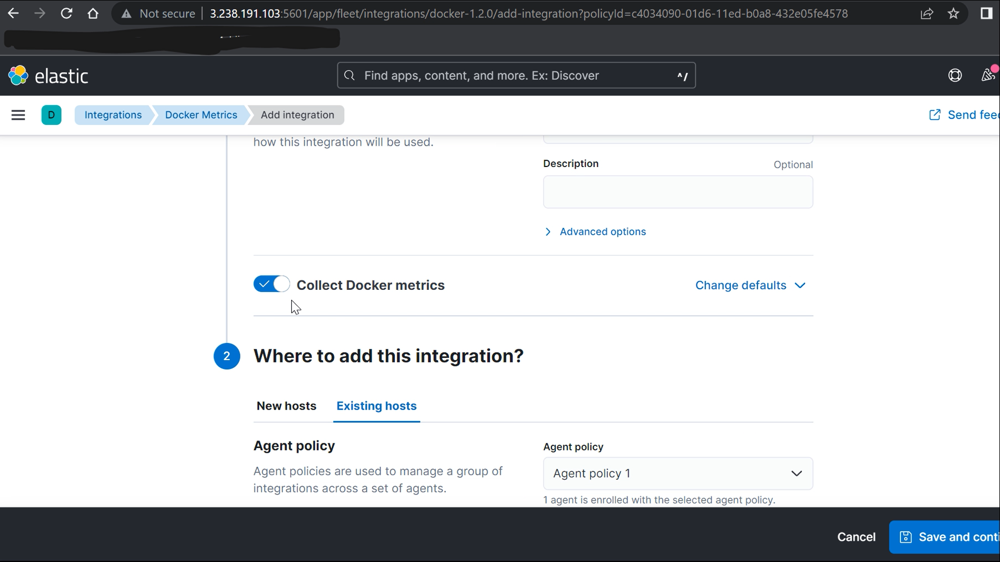 Not secure 3.238.191.103:5601/app/fleet/integrations/docker-1.2.0/add-integration?policyId=c4034090-01d6-11ed-b0a8-432e05fe4578
elastic
Find apps, content, and more. Ex: Discover ^/
D Integrations Docker Metrics Add integration Send fee
how this integration will be used.
Description Optional
Advanced options
Collect Docker metrics Change defaults
2 Where to add this integration?
New hosts Existing hosts
Agent policy
Agent policies are used to manage a group of
integrations across a set of agents.
Agent policy
Agent policy 1
1 agent is enrolled with the selected agent policy.
Cancel Save and conti